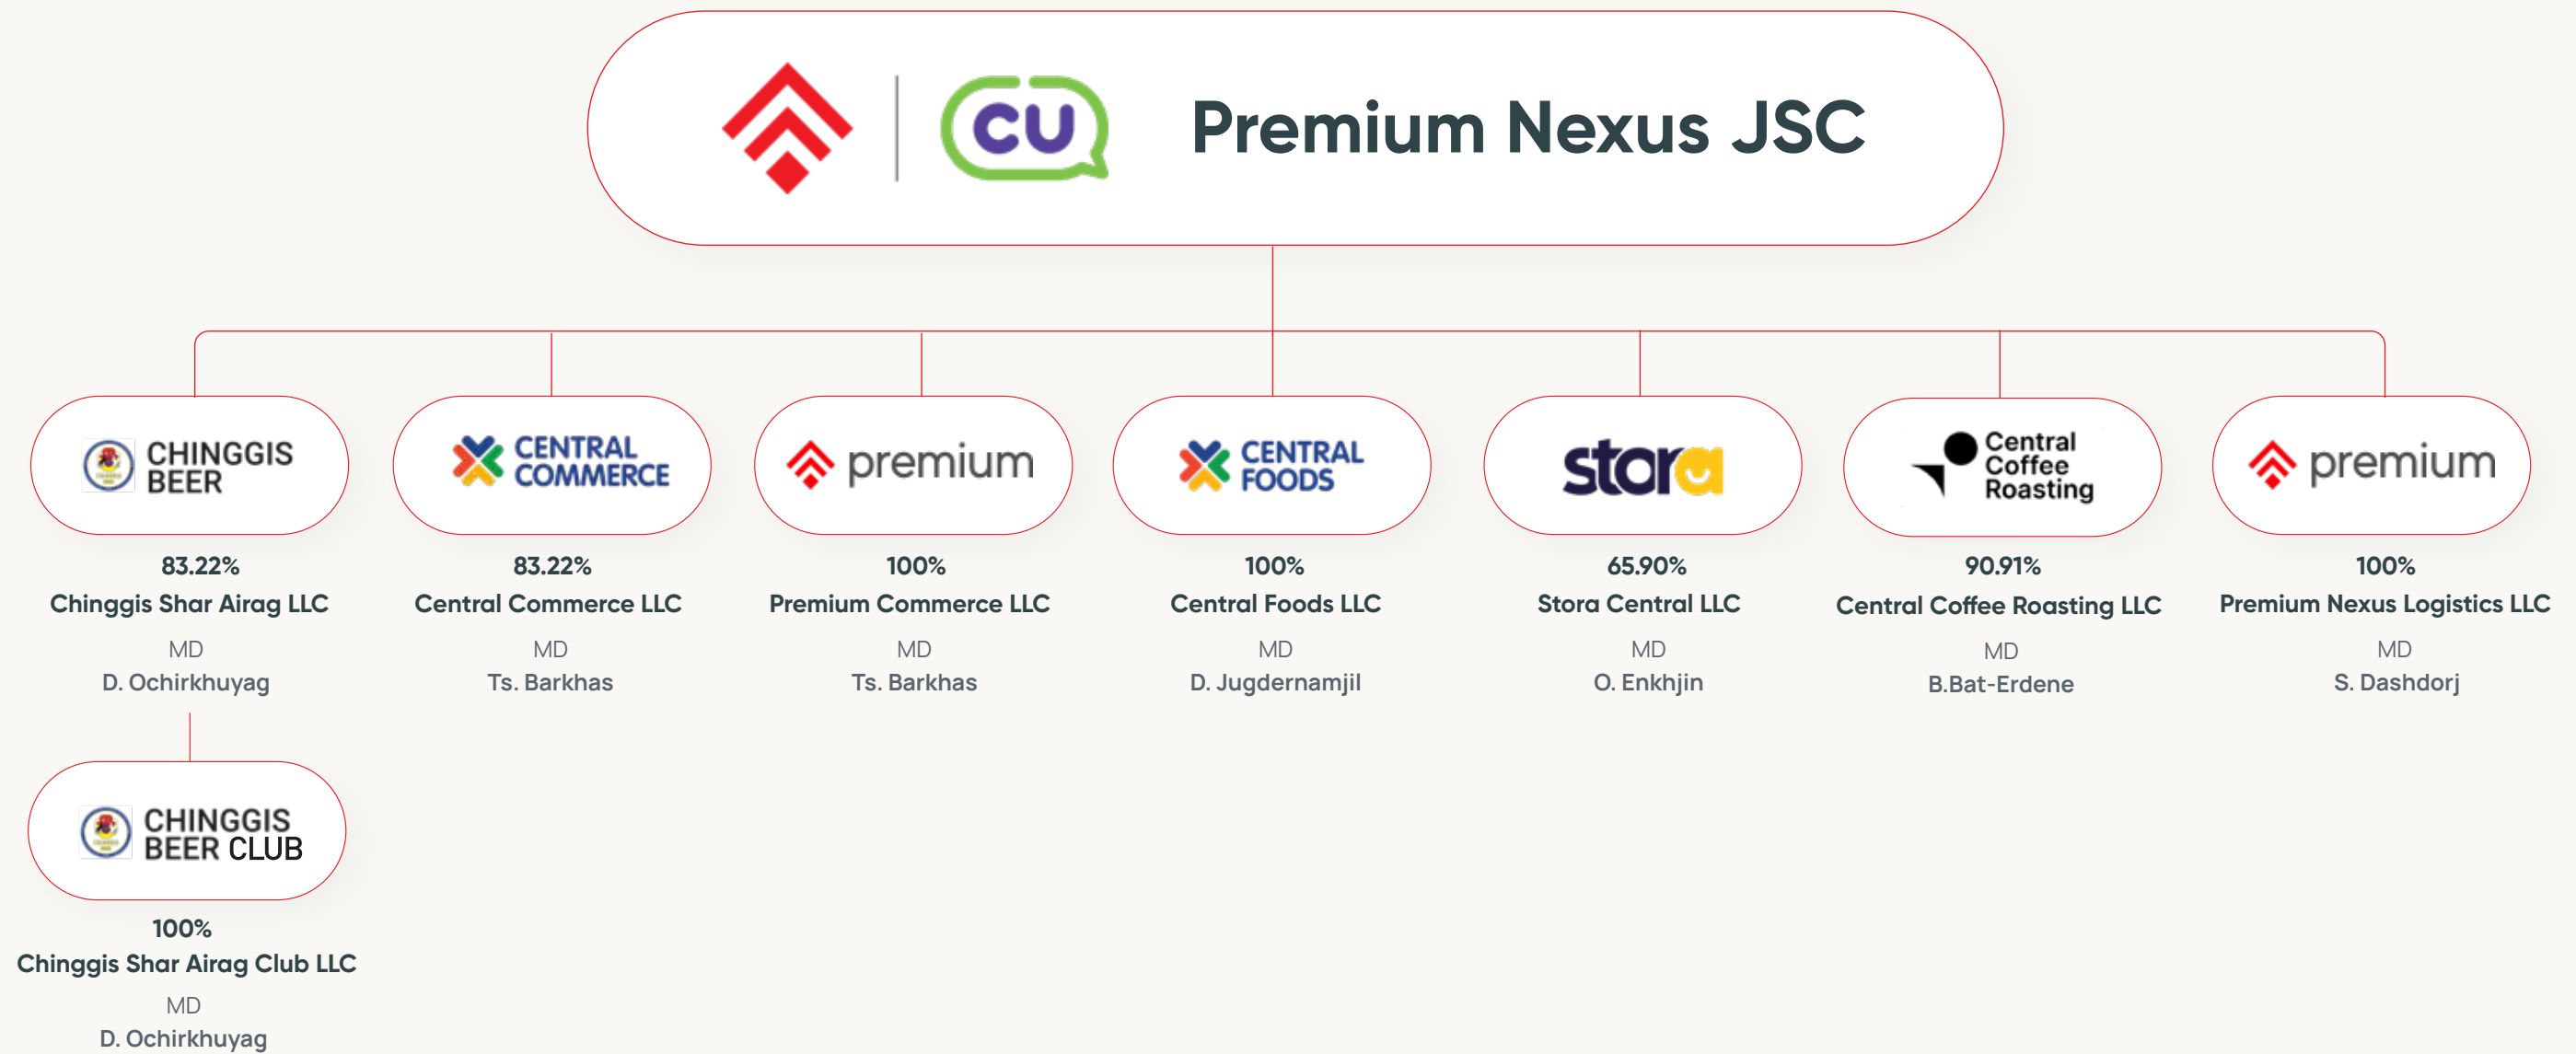 cu
Premium Nexus JSC
CHINGGIS
BEER
83.22%
Chinggis Shar Airag LLC
MD
D. Ochirkhuyag
CENTRAL
COMMERCE
83.22%
Central Commerce LLC
MD
Ts. Barkhas
premium
100%
Premium Commerce LLC
MD
Ts. Barkhas
CENTRAL
FOODS
100%
Central Foods LLC
MD
D. Jugdernamjil
stora
65.90%
Stora Central LLC
MD
O. Enkhjin
Central
Coffee
Roasting
90.91%
Central Coffee Roasting LLC
MD
B.Bat-Erdene
premium
100%
Premium Nexus Logistics LLC
MD
S. Dashdorj
CHINGGIS
BEER CLUB
100%
Chinggis Shar Airag Club LLC
MD
D. Ochirkhuyag